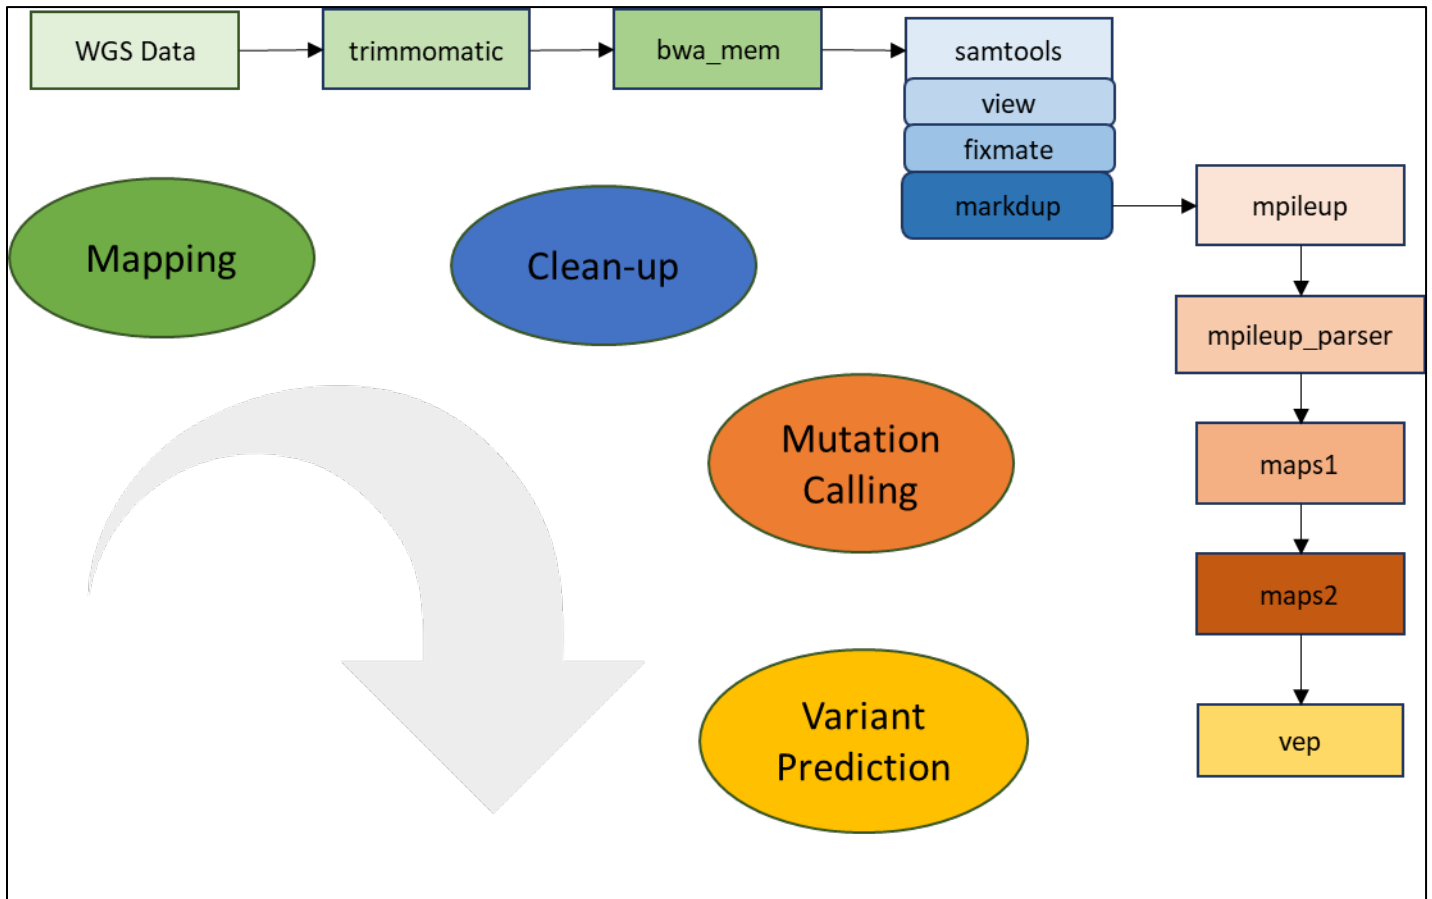 WGS Data
trimmomatic
bwa_mem
samtools
view
fixmate
markdup
mpileup
mpileup_parser
maps1
maps2
vep
Mapping
Clean-up
Mutation
Calling
Variant
Prediction